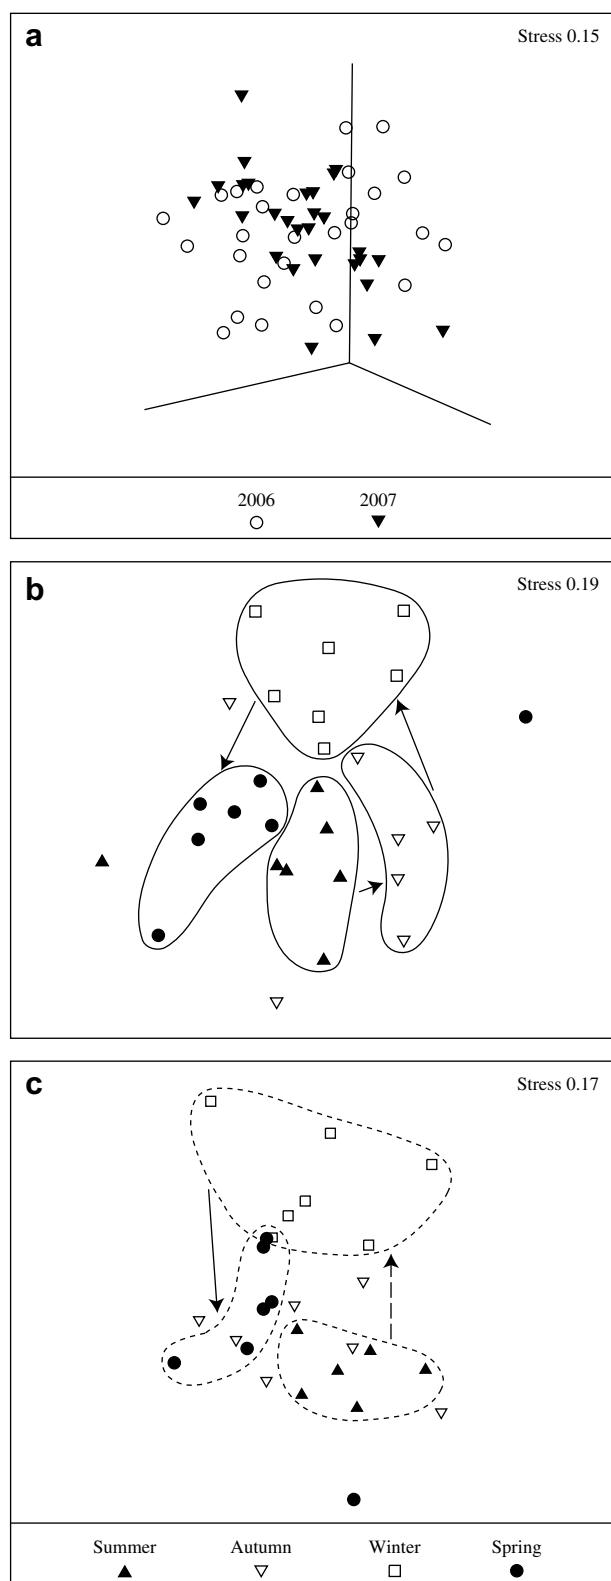 a
Stress 0.15
2006 2007
b
Stress 0.19
c
Stress 0.17
Summer Autumn Winter Spring